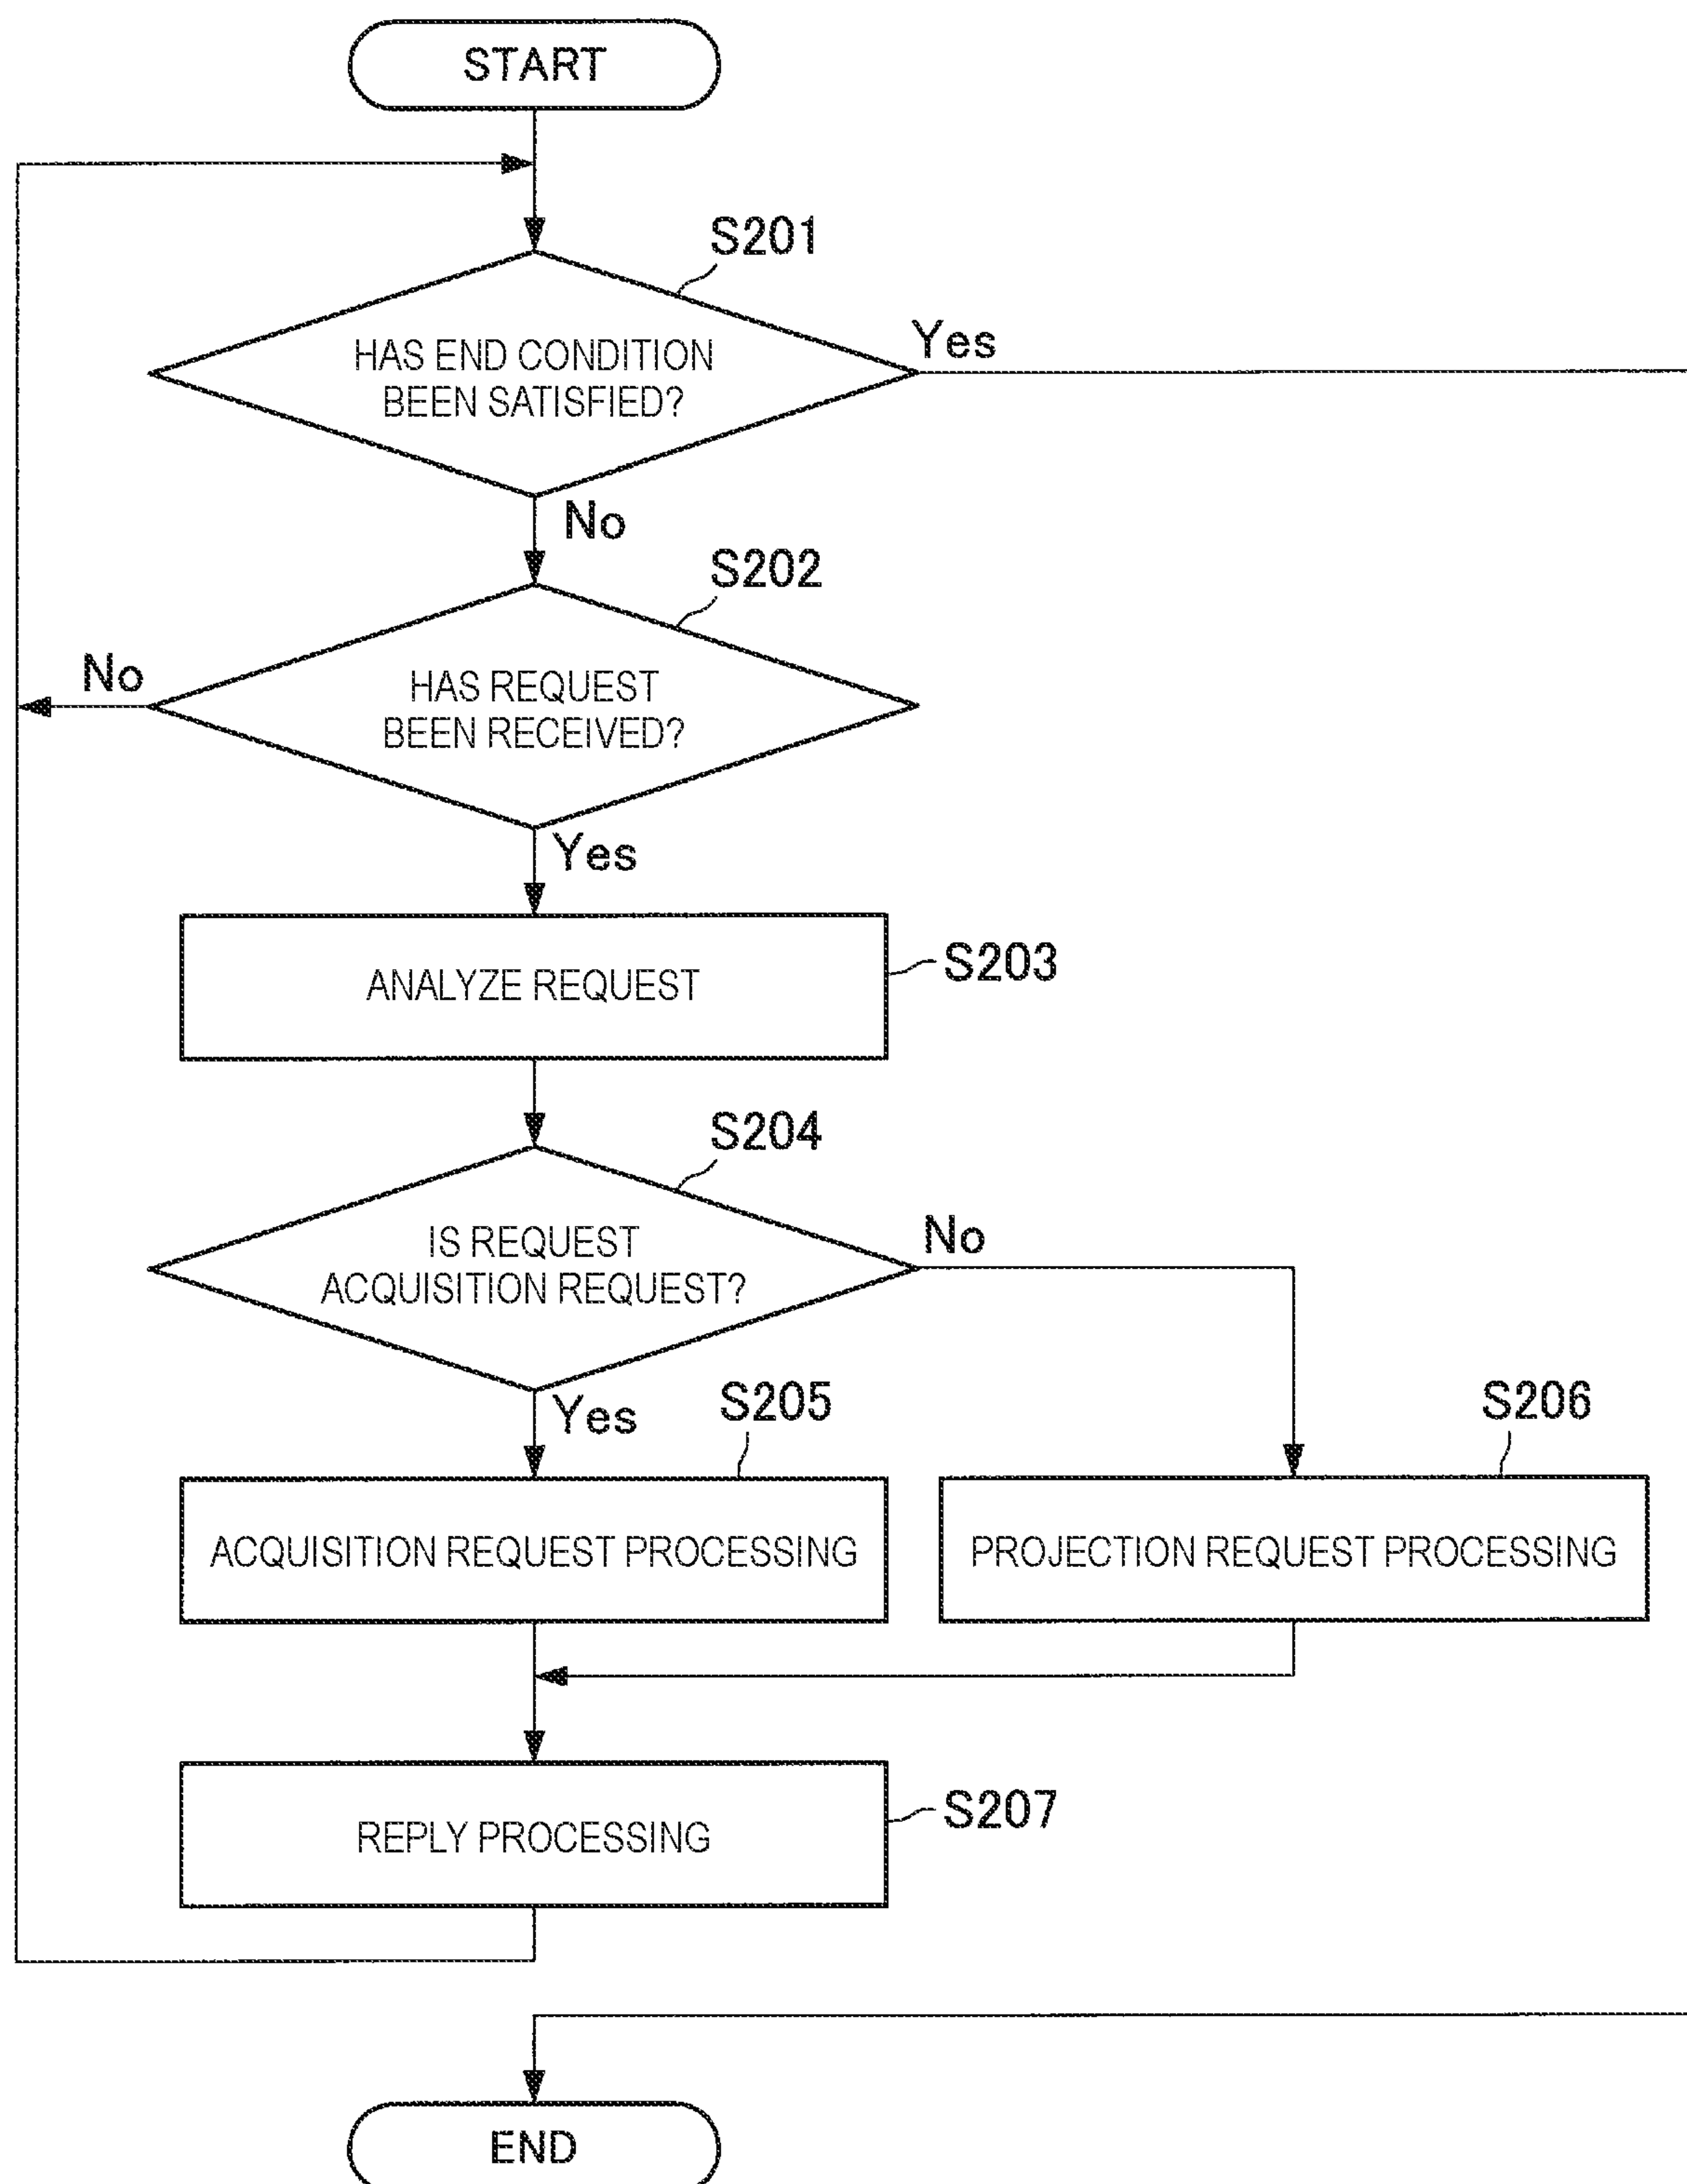 START
S201
HAS END CONDITION
BEEN SATISFIED?
Yes
No
S202
HAS REQUEST
BEEN RECEIVED?
No
Yes
ANALYZE REQUEST
S203
S204
IS REQUEST
ACQUISITION REQUEST?
No
Yes
S205
S206
ACQUISITION REQUEST PROCESSING
PROJECTION REQUEST PROCESSING
REPLY PROCESSING
S207
END